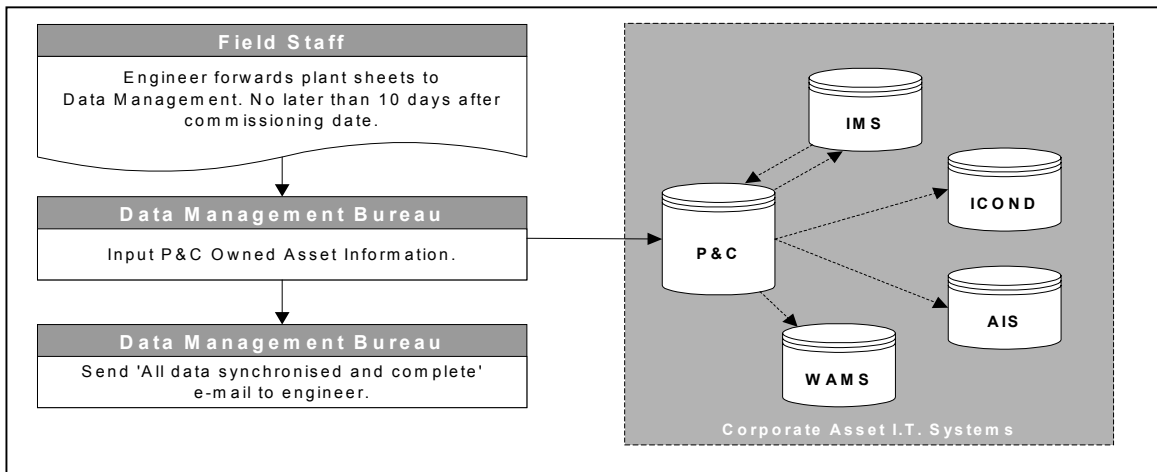 Field Staff
Engineer forwards plant sheets to
Data Management. No later than 10 days after
commissioning date.
Data Management Bureau
Input P&C Owned Asset Information.
Data Management Bureau
Send 'All data synchronised and complete'
e-mail to engineer.
IMS
ICOND
P&C
AIS
WAMS
Corporate Asset I.T. Systems